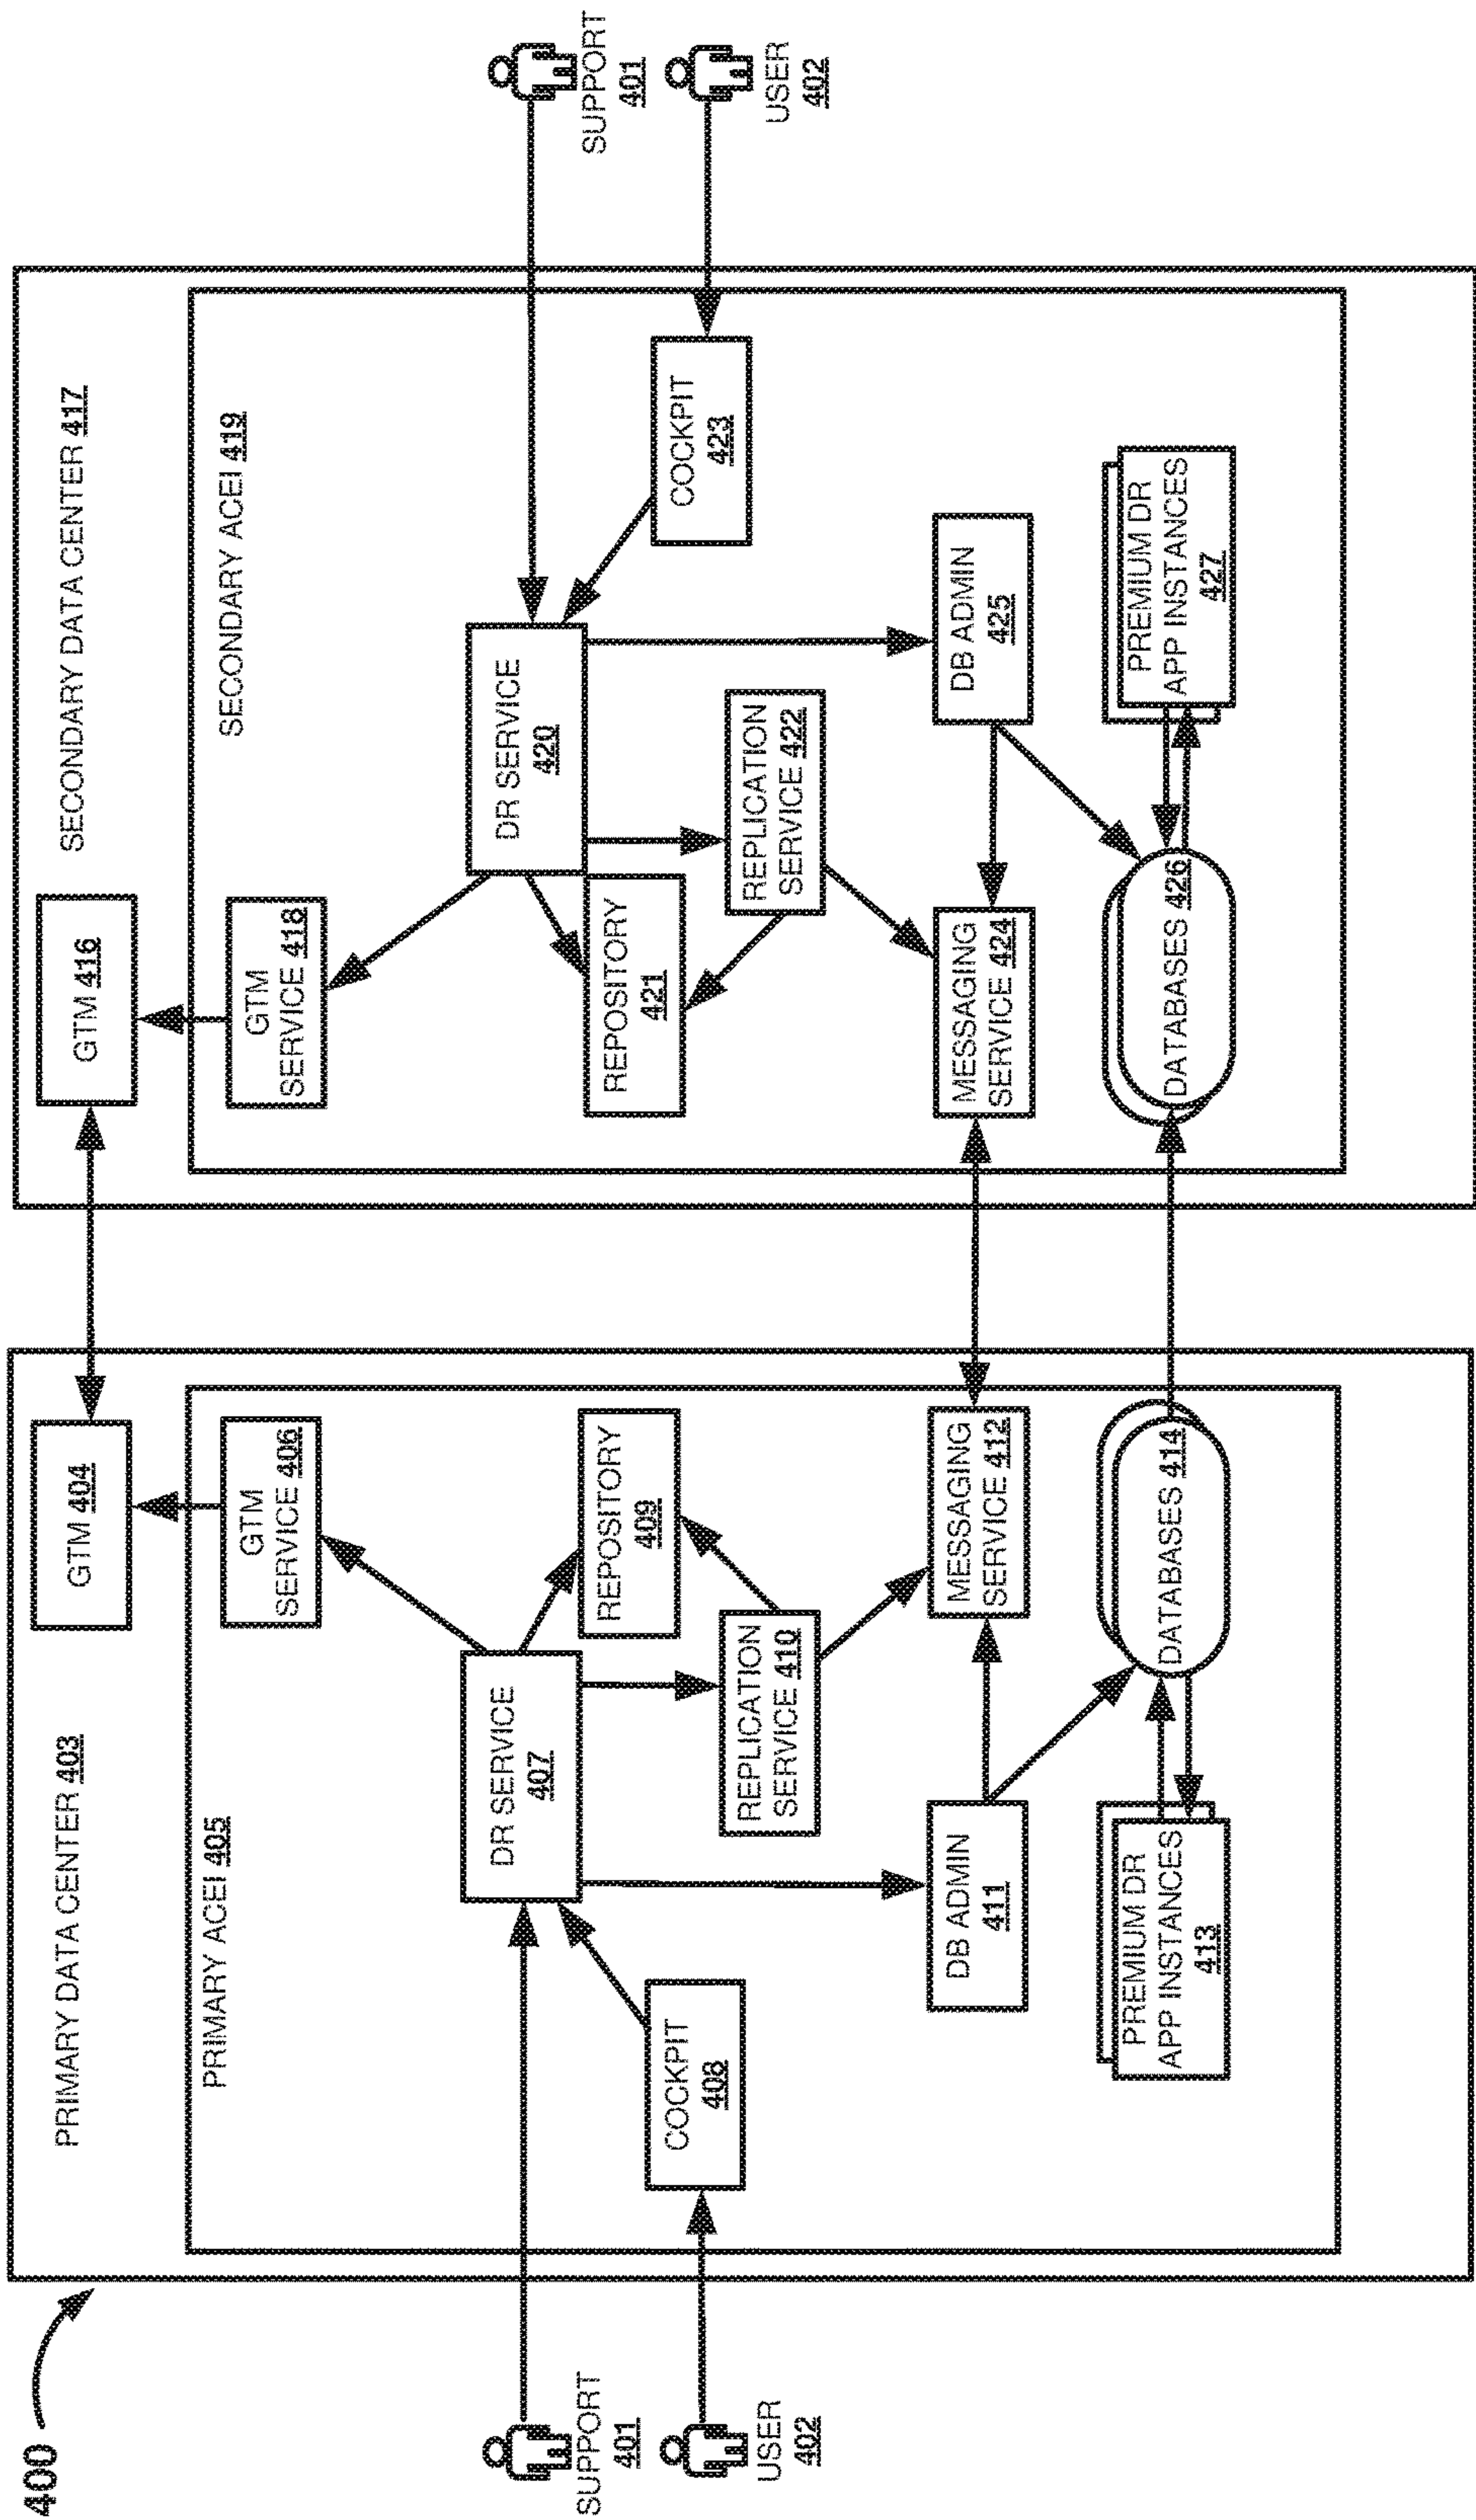 400
PRIMARY DATA CENTER 403
GTM 404
PRIMARY ACEI 405
GTM
SERVICE 406
SUPPORT
401
DR SERVICE
407
REPOSITORY
409
USER
402
COCKPIT
408
REPLICATION
SERVICE 410
DB ADMIN
411
MESSAGING
SERVICE 412
PREMIUM DR
APP INSTANCES
413
DATABASES 414
GTM 416
SECONDARY DATA CENTER 417
GTM
SERVICE 418
SECONDARY ACEI 419
DR SERVICE
420
SUPPORT
401
REPOSITORY
421
REPLICATION
SERVICE 422
COCKPIT
423
USER
402
MESSAGING
SERVICE 424
DB ADMIN
425
DATABASES 426
PREMIUM DR
APP INSTANCES
427